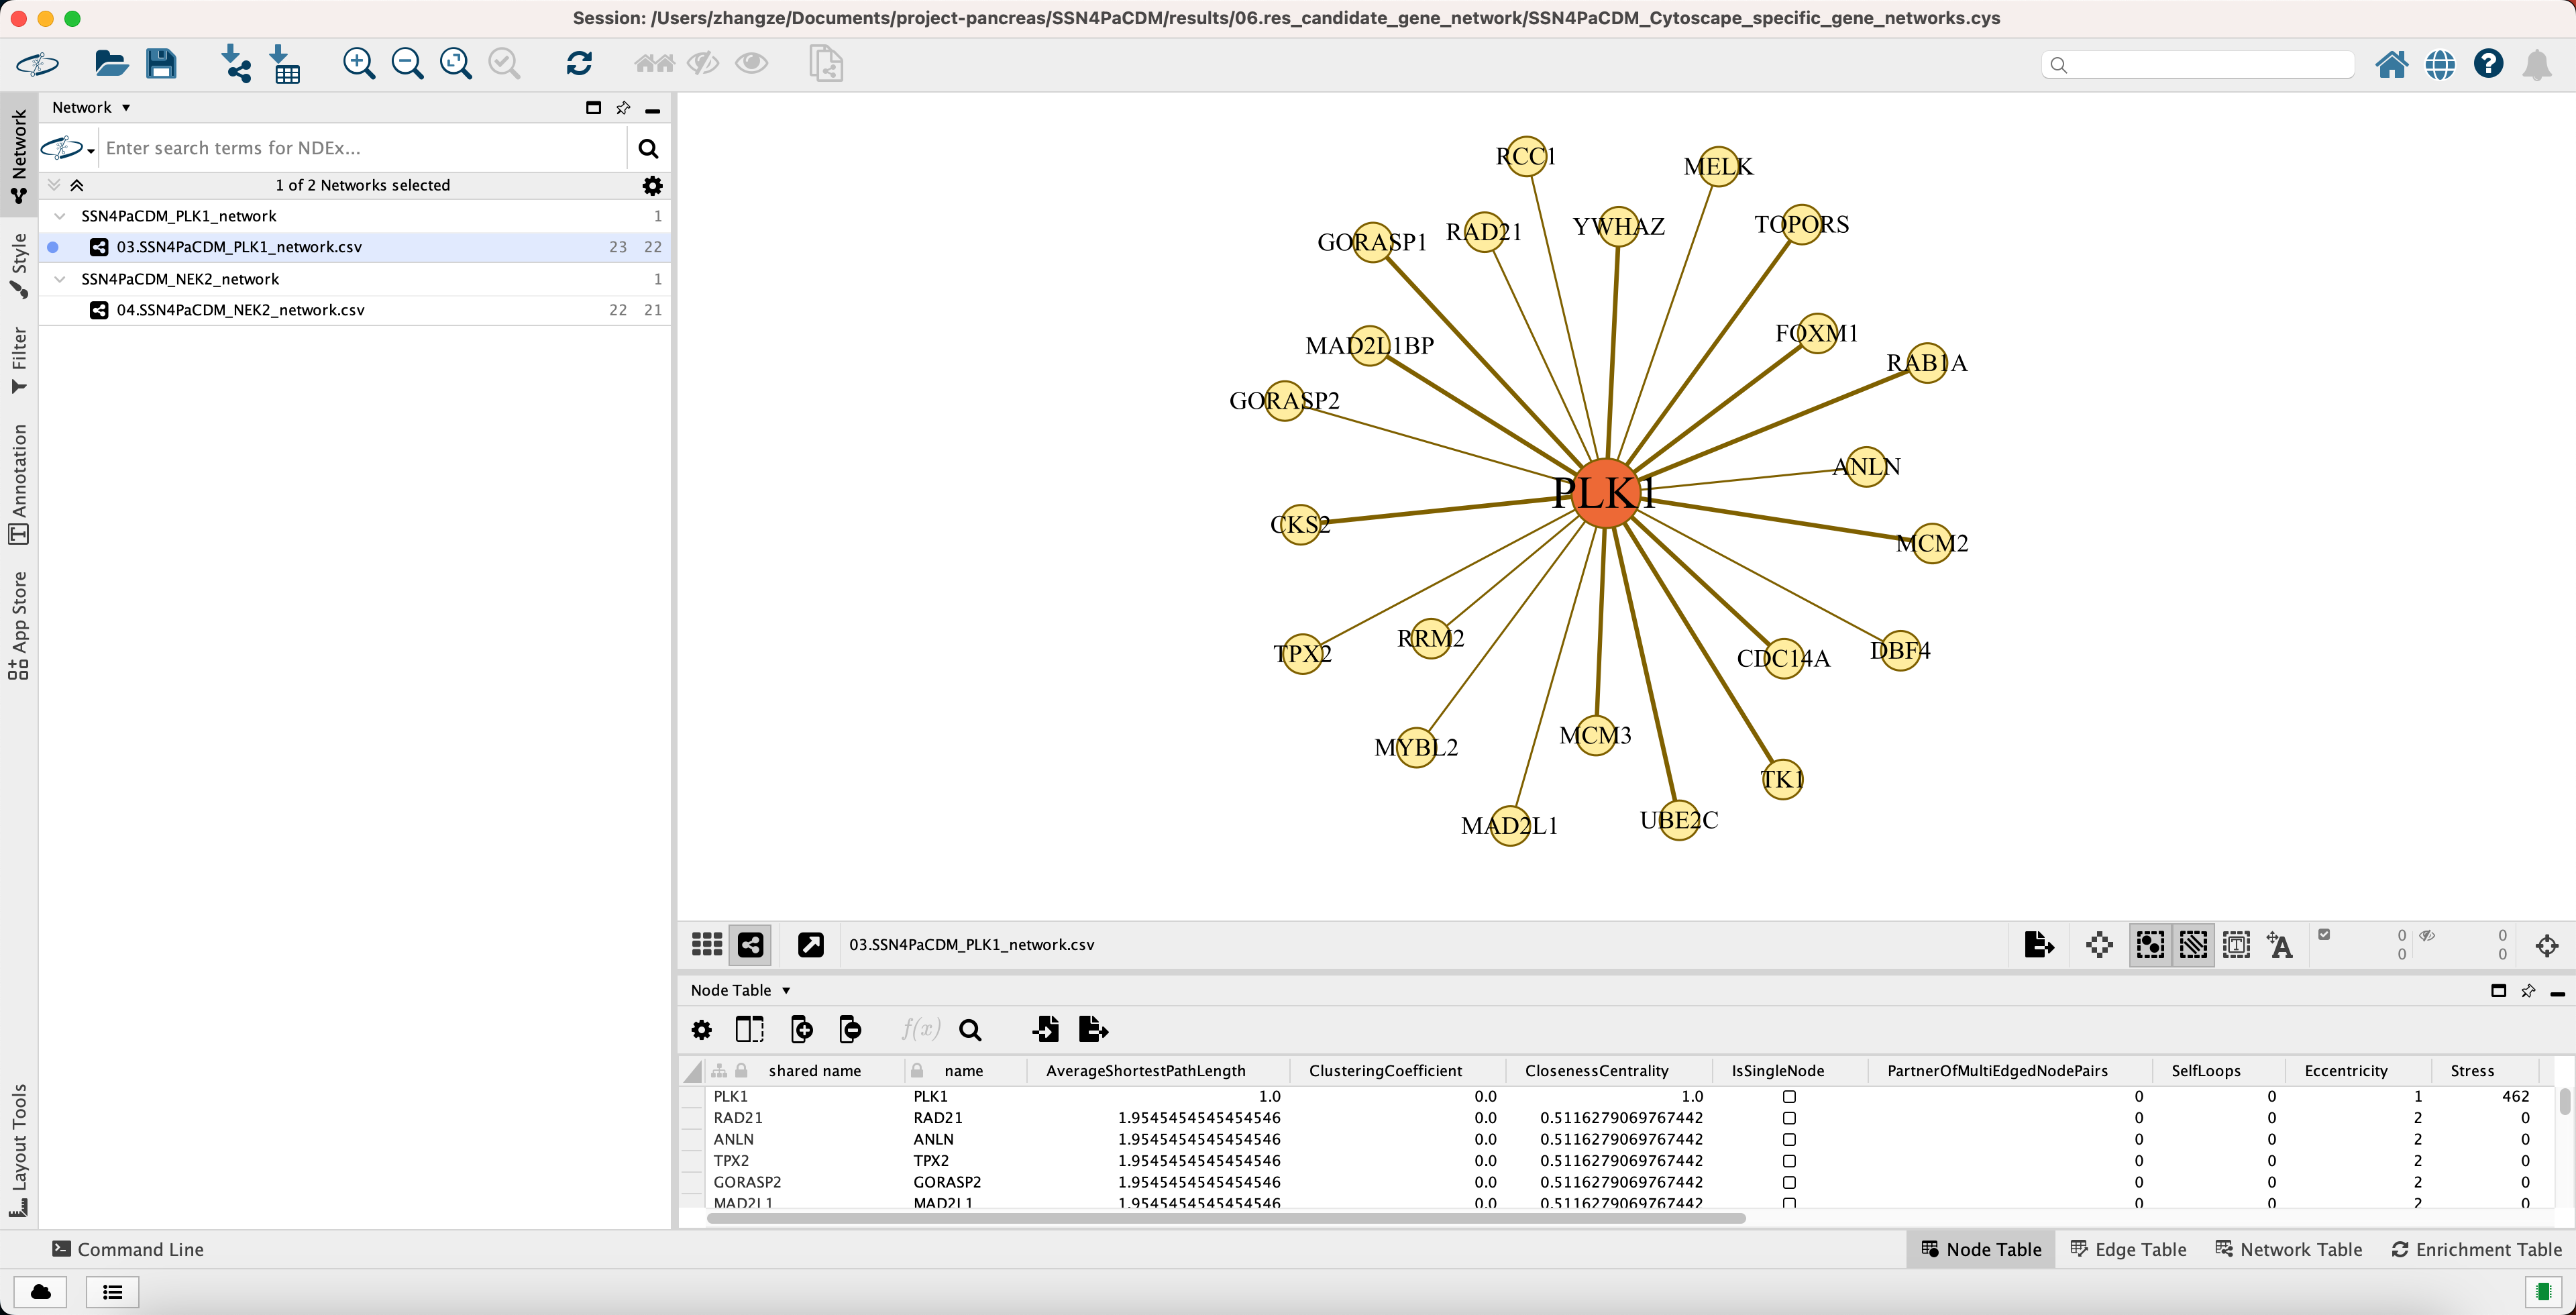 Session: /Users/zhangze/Documents/project-pancreas/SSN4PaCDM/results/06.res_candidate_gene_network/SSN4PaCDM_Cytoscape_specific_gene_networks.cys
Network
Enter search terms for NDEx...
1 of 2 Networks selected
SSN4PaCDM_PLK1_network 1
03.SSN4PaCDM_PLK1_network.csv 23 22
SSN4PaCDM_NEK2_network 1
04.SSN4PaCDM_NEK2_network.csv 22 21
Network
Style
Filter
Annotation
App Store
Layout Tools
RCC1
MELK
GORASP1
RAD21
YWHAZ
TOPORS
MAD2L1BP
FOXM1
RAB1A
GORASP2
ANLN
PLK1
CKS2
MCM2
TPX2
RRM2
CDC14A
DBF4
MYBL2
MCM3
TK1
MAD2L1
UBE2C
03.SSN4PaCDM_PLK1_network.csv
0 0
0 0
Node Table
f(x)
shared name name AverageShortestPathLength ClusteringCoefficient ClosenessCentrality IsSingleNode PartnerOfMultiEdgedNodePairs SelfLoops Eccentricity Stress
PLK1 PLK1 1.0 0.0 1.0 0 0 1 462
RAD21 RAD21 1.9545454545454546 0.0 0.5116279069767442 0 0 2 0
ANLN ANLN 1.9545454545454546 0.0 0.5116279069767442 0 0 2 0
TPX2 TPX2 1.9545454545454546 0.0 0.5116279069767442 0 0 2 0
GORASP2 GORASP2 1.9545454545454546 0.0 0.5116279069767442 0 0 2 0
MAD2L1 MAD2L1 1.9545454545454546 0.0 0.5116279069767442 0 0 2 0
Command Line
Node Table Edge Table Network Table Enrichment Table